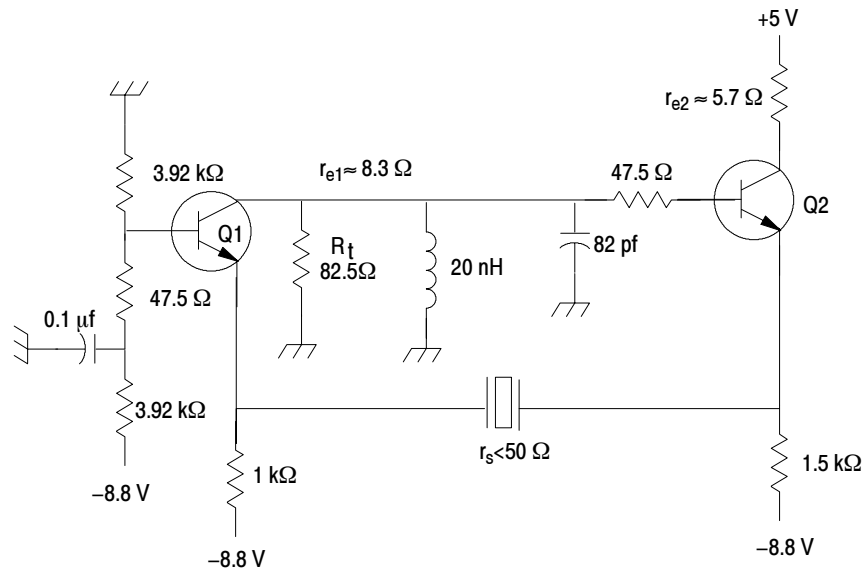 +5 V
r_e2 ≈ 5.7 Ω
3.92 kΩ
r_e1 ≈ 8.3 Ω
47.5 Ω
Q1
Q2
R_t
82.5Ω
20 nH
82 pf
47.5 Ω
0.1 μf
3.92 kΩ
r_s<50 Ω
1 kΩ
1.5 kΩ
−8.8 V
−8.8 V
−8.8 V